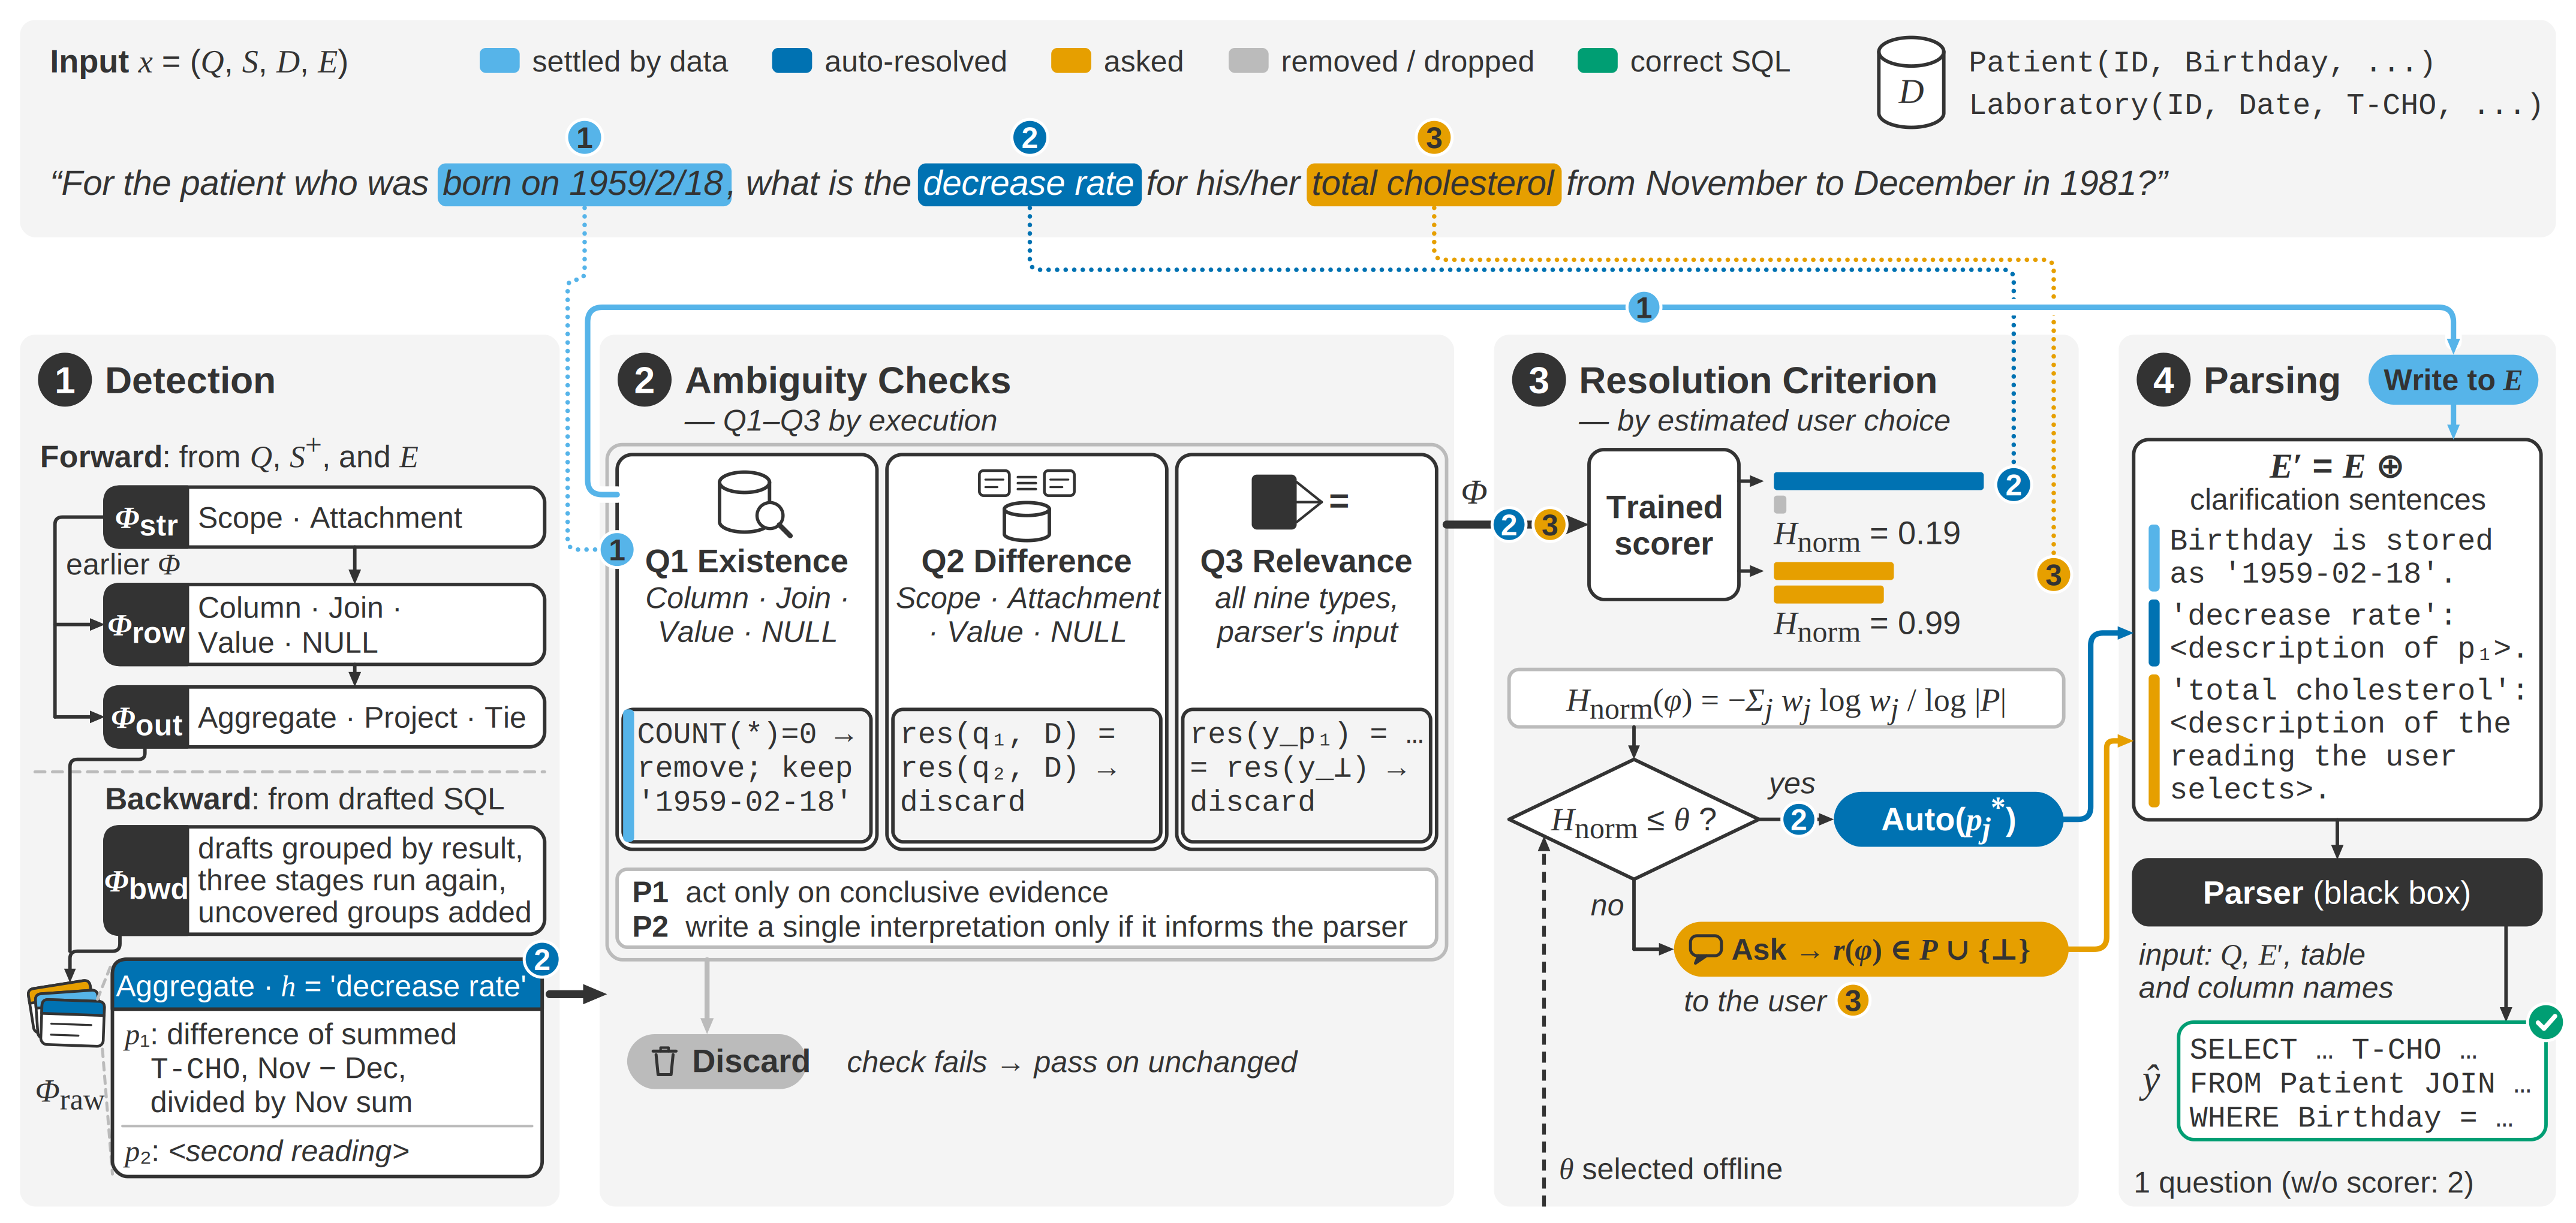 Input x = (Q, S, D, E)
settled by data
auto-resolved
asked
removed / dropped
correct SQL
D
Patient(ID, Birthday, ...)
Laboratory(ID, Date, T-CHO, ...)
1
2
3
“For the patient who was born on 1959/2/18, what is the decrease rate for his/her total cholesterol from November to December in 1981?”
1
1 Detection
Forward: from Q, S⁺, and E
Φstr Scope · Attachment
earlier Φ
Φrow Column · Join ·
Value · NULL
Φout Aggregate · Project · Tie
Backward: from drafted SQL
Φbwd drafts grouped by result,
three stages run again,
uncovered groups added
2
Aggregate · h = 'decrease rate'
p₁: difference of summed
T-CHO, Nov − Dec,
divided by Nov sum
p₂: <second reading>
Φraw
2 Ambiguity Checks
— Q1–Q3 by execution
1
Q1 Existence
Column · Join ·
Value · NULL
COUNT(*)=0 →
remove; keep
'1959-02-18'
Q2 Difference
Scope · Attachment
· Value · NULL
res(q₁, D) =
res(q₂, D) →
discard
=
Q3 Relevance
all nine types,
parser's input
res(y_p₁) = …
= res(y_⊥) →
discard
P1 act only on conclusive evidence
P2 write a single interpretation only if it informs the parser
Discard
check fails → pass on unchanged
Φ
2 3
3 Resolution Criterion
— by estimated user choice
Trained
scorer
2
Hnorm = 0.19
3
Hnorm = 0.99
Hnorm(φ) = −Σj wj log wj / log |P|
Hnorm ≤ θ ?
yes
2
Auto(pj*)
no
Ask → r(φ) ∈ P ∪ {⊥}
to the user 3
θ selected offline
4 Parsing
Write to E
E′ = E ⊕
clarification sentences
Birthday is stored
as '1959-02-18'.
'decrease rate':
<description of p₁>.
'total cholesterol':
<description of the
reading the user
selects>.
Parser (black box)
input: Q, E′, table
and column names
ŷ
SELECT … T-CHO …
FROM Patient JOIN …
WHERE Birthday = …
1 question (w/o scorer: 2)